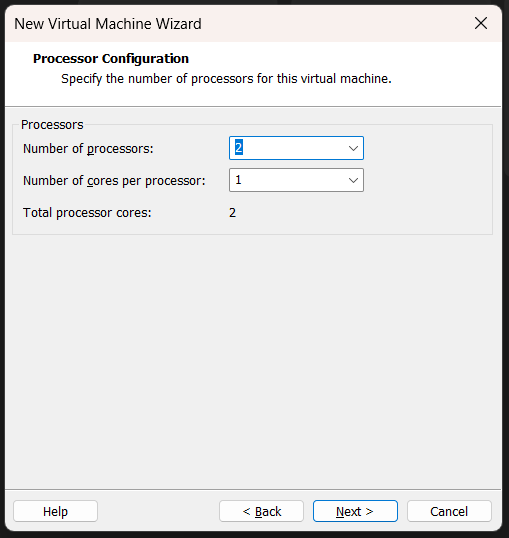 New Virtual Machine Wizard
Processor Configuration
Specify the number of processors for this virtual machine.
Processors
Number of processors: 2
Number of cores per processor: 1
Total processor cores: 2
Help < Back Next > Cancel